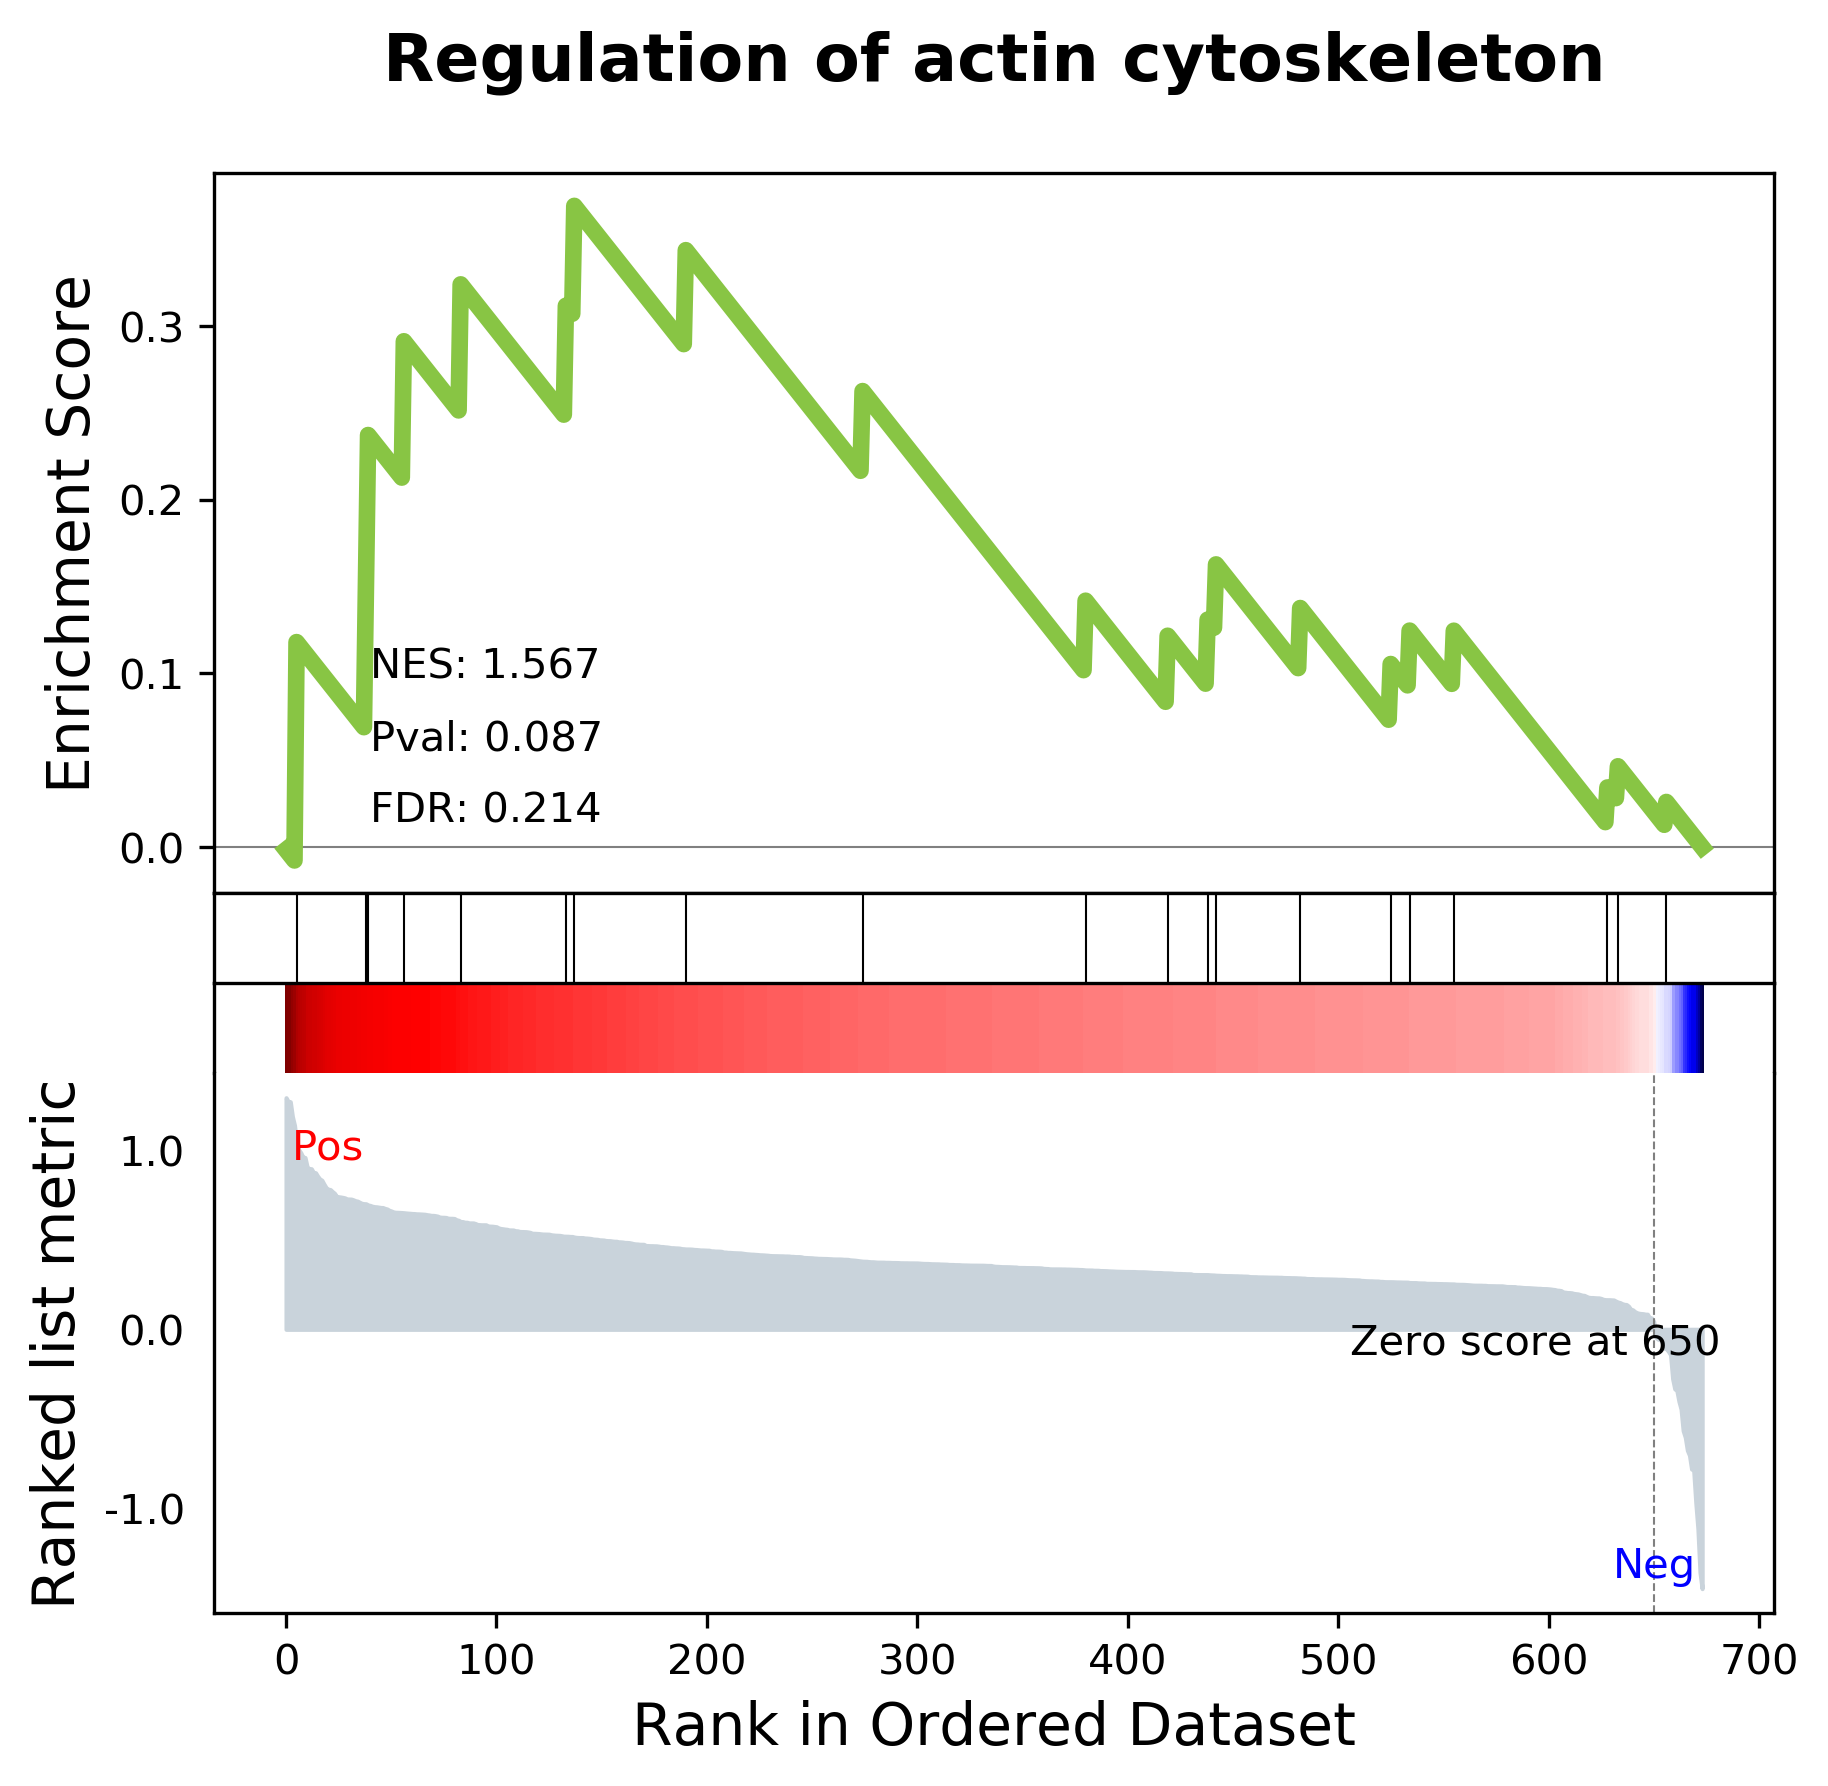 Regulation of actin cytoskeleton
Enrichment Score
0.3
0.2
0.1
0.0
NES: 1.567
Pval: 0.087
FDR: 0.214
Ranked list metric
1.0
0.0
-1.0
Pos
Zero score at 650
Neg
0 100 200 300 400 500 600 700
Rank in Ordered Dataset